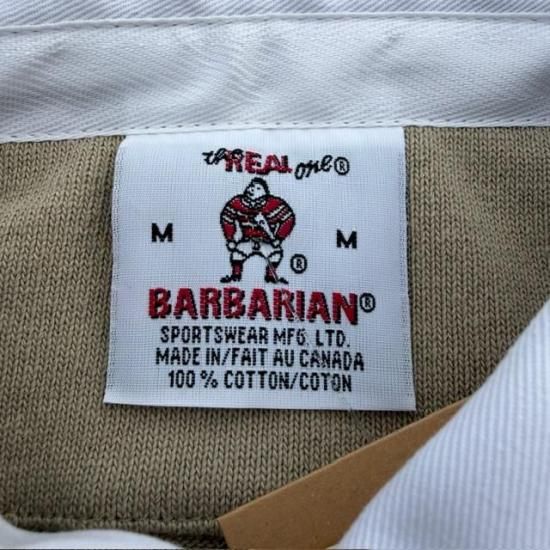 the REAL one®
M M
®
BARBARIAN®
SPORTSWEAR MFG. LTD.
MADE IN/FAIT AU CANADA
100 % COTTON/COTON